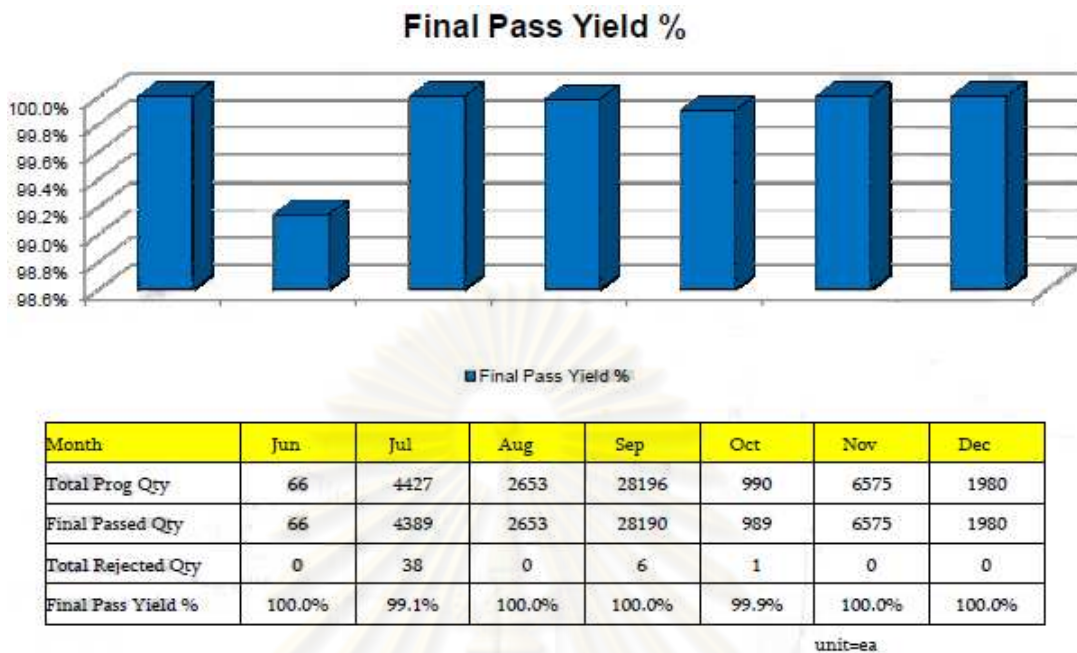 Final Pass Yield %
100.0%
99.8%
99.6%
99.4%
99.2%
99.0%
98.8%
98.6%
Final Pass Yield %
Month Jun Jul Aug Sep Oct Nov Dec
Total Prog Qty 66 4427 2653 28196 990 6575 1980
Final Passed Qty 66 4389 2653 28190 989 6575 1980
Total Rejected Qty 0 38 0 6 1 0 0
Final Pass Yield % 100.0% 99.1% 100.0% 100.0% 99.9% 100.0% 100.0%
unit=ea